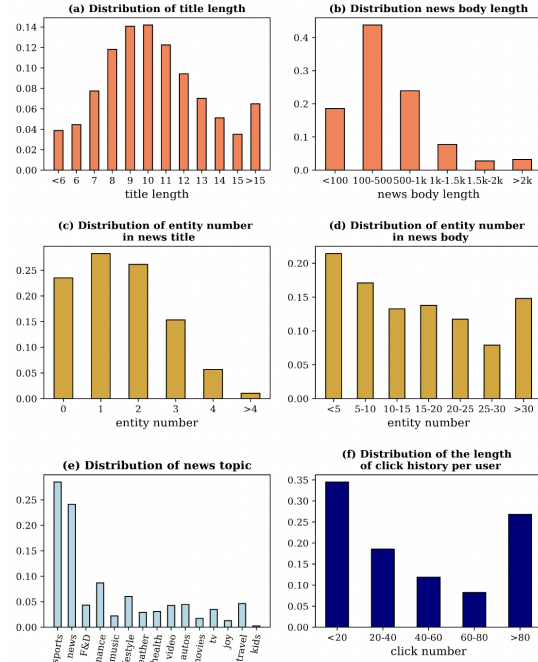 (a) Distribution of title length
0.14
0.12
0.10
0.08
0.06
0.04
0.02
0.00
<6 6 7 8 9 10 11 12 13 14 15 >15
title length
(b) Distribution news body length
0.4
0.3
0.2
0.1
0.0
<100 100-500 500-1k 1k-1.5k 1.5k-2k >2k
news body length
(c) Distribution of entity number
in news title
0.25
0.20
0.15
0.10
0.05
0.00
0 1 2 3 4 >4
entity number
(d) Distribution of entity number
in news body
0.20
0.15
0.10
0.05
0.00
<5 5-10 10-15 15-20 20-25 25-30 >30
entity number
(e) Distribution of news topic
0.25
0.20
0.15
0.10
0.05
0.00
sports
news
F&D
nance
music
estyle
eather
health
video
autos
novies
tv
joy
travel
kids
(f) Distribution of the length
of click history per user
0.35
0.30
0.25
0.20
0.15
0.10
0.05
0.00
<20 20-40 40-60 60-80 >80
click number